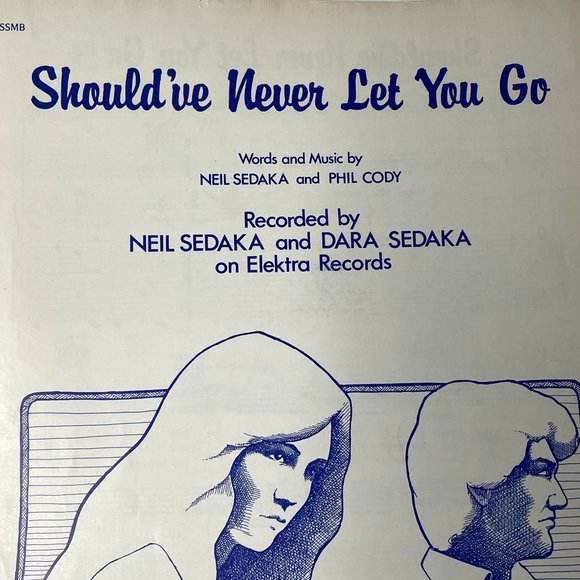 SSMB
Should've Never Let You Go
Words and Music by
NEIL SEDAKA and PHIL CODY
Recorded by
NEIL SEDAKA and DARA SEDAKA
on Elektra Records